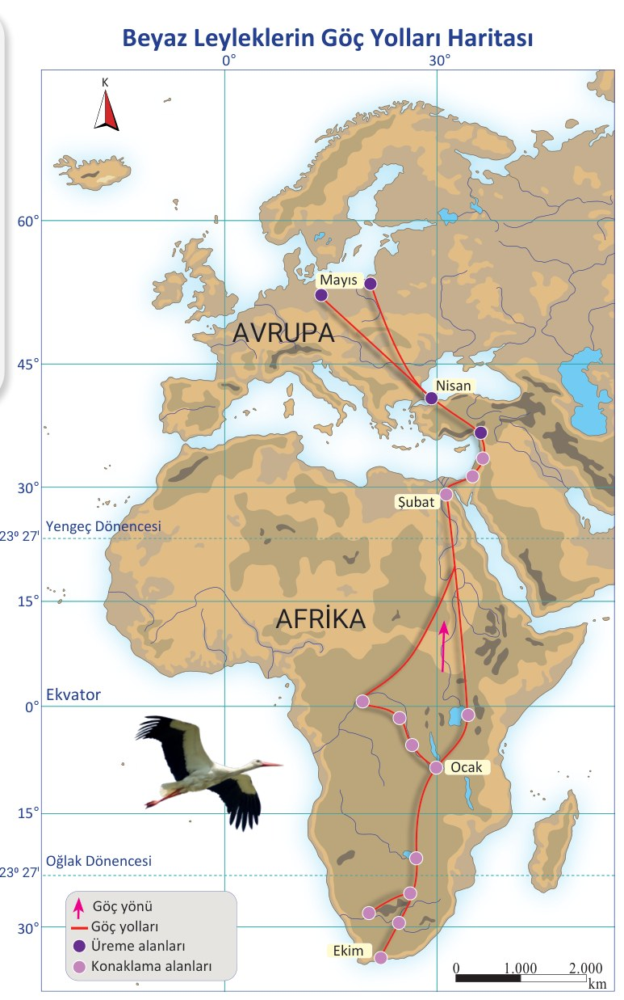 Beyaz Leyleklerin Göç Yolları Haritası
0° 30°
K
60°
Mayıs
AVRUPA
45°
Nisan
30°
Şubat
Yengeç Dönencesi
23º 27'
15°
AFRİKA
Ekvator
0°
Ocak
15°
Oğlak Dönencesi
23º 27'
Göç yönü
Göç yolları
Üreme alanları
Konaklama alanları
30°
Ekim
0 1.000 2.000
km